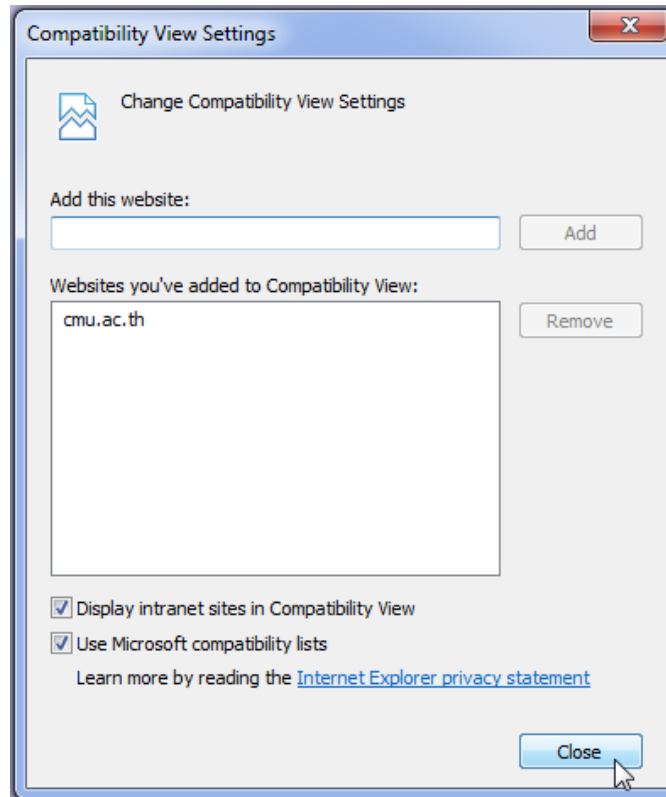 Compatibility View Settings
Change Compatibility View Settings
Add this website:
Add
Websites you've added to Compatibility View:
cmu.ac.th
Remove
Display intranet sites in Compatibility View
Use Microsoft compatibility lists
Learn more by reading the Internet Explorer privacy statement
Close